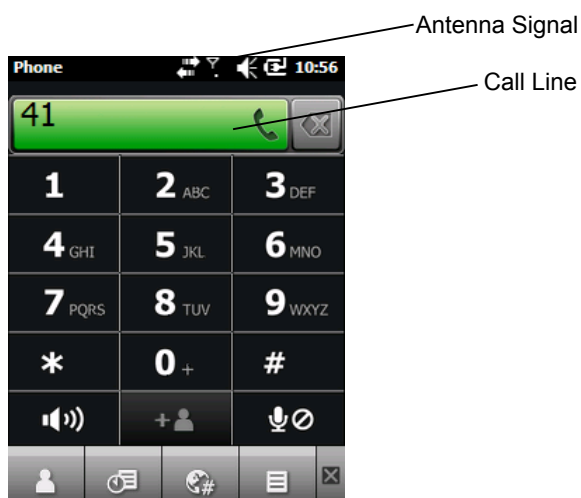 Antenna Signal
Phone 10:56
Call Line
41
1 2 ABC 3 DEF
4 GHI 5 JKL 6 MNO
7 PQRS 8 TUV 9 WXYZ
* 0 + #
+
#